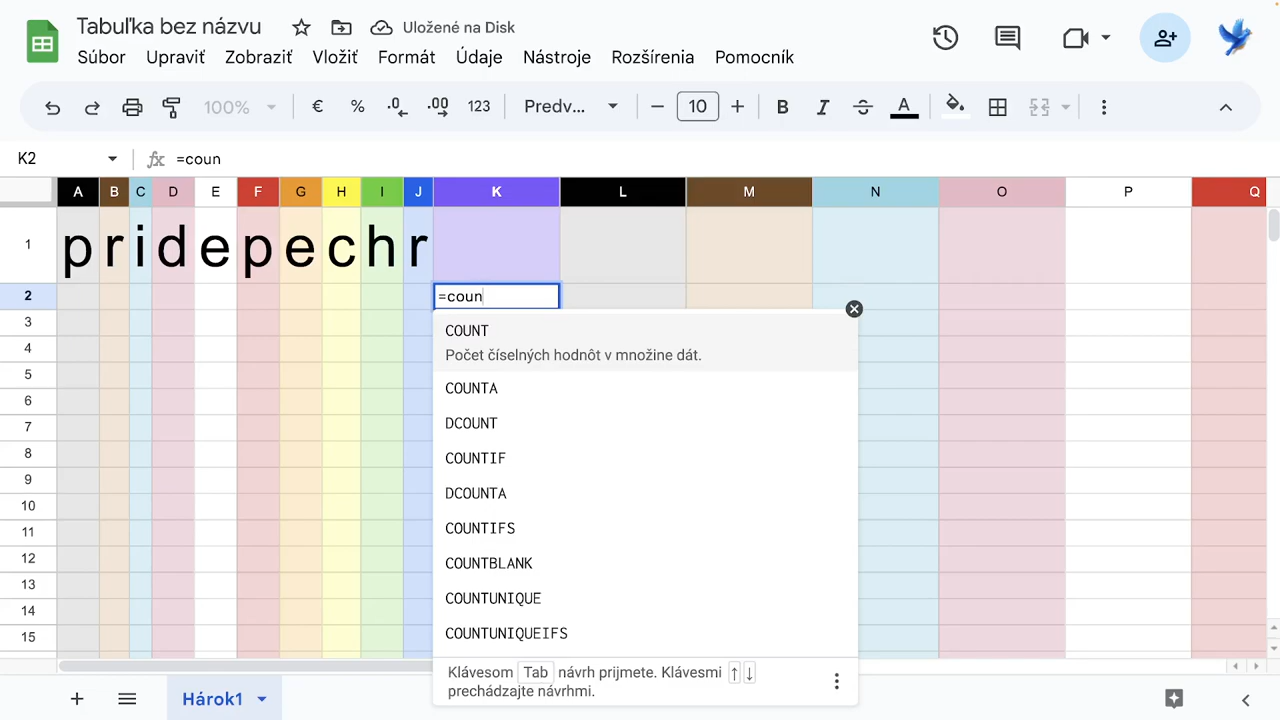 Tabuľka bez názvu Uložené na Disk
Súbor Upraviť Zobraziť Vložiť Formát Údaje Nástroje Rozšírenia Pomocník
100% € % .0 .00 123 Predv... 10 B I S A
K2 fx =coun
A B C D E F G H I J K L M N O P Q
1 p r i d e p e c h r
2 =coun
3
COUNT
4
Počet číselných hodnôt v množine dát.
5
COUNTA
6
7
DCOUNT
8
COUNTIF
9
DCOUNTA
10
11
COUNTIFS
12
COUNTBLANK
13
14
COUNTUNIQUE
15
COUNTUNIQUEIFS
Klávesom Tab návrh prijmete. Klávesmi ↑ ↓
prechádzajte návrhmi.
Hárok1